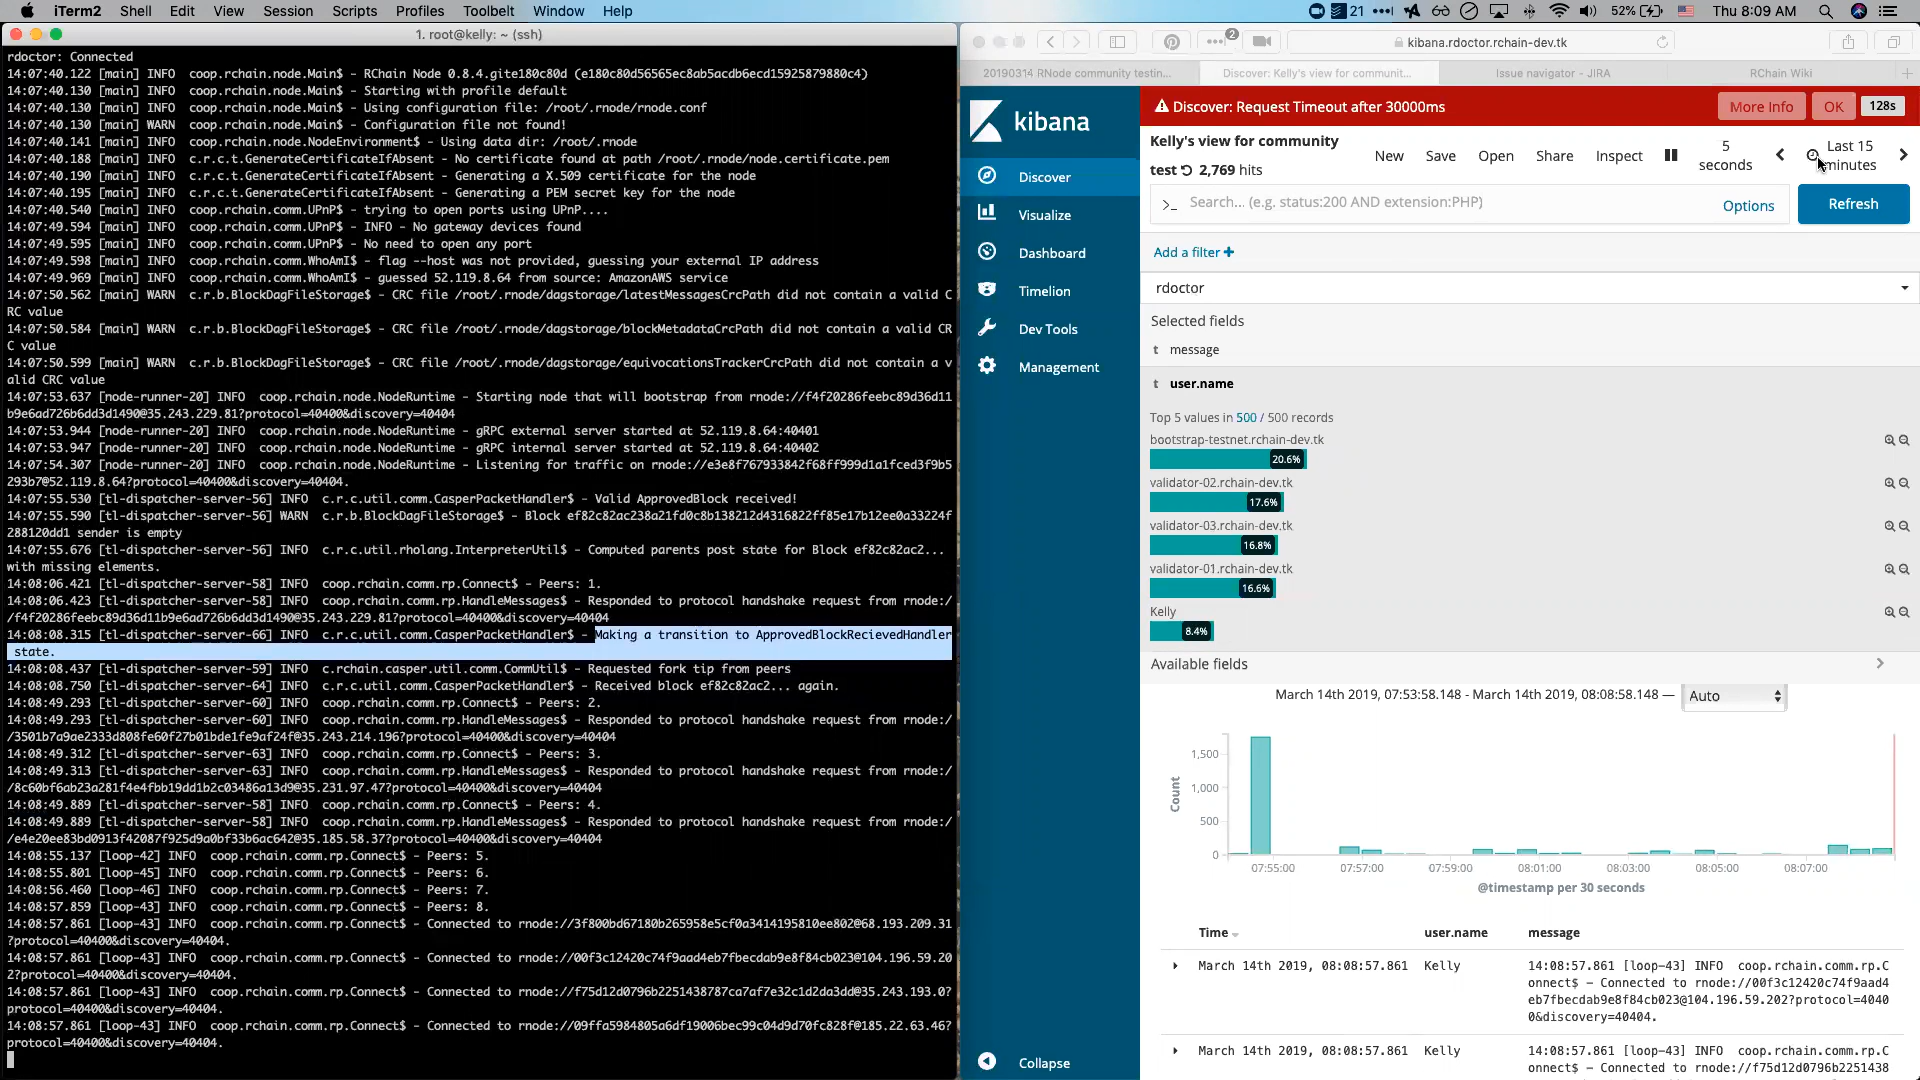 iTerm2 Shell Edit View Session Scripts Profiles Toolbelt Window Help 21 52% Thu 8:09 AM
1. root@kelly: ~ (ssh)
rdoctor: Connected
14:07:40.122 [main] INFO coop.rchain.node.Main$ - RChain Node 0.8.4.gite180c80d (e180c80d56565ec8ab5acdb6ecd15925879880c4)
14:07:40.130 [main] INFO coop.rchain.node.Main$ - Starting with profile default
14:07:40.130 [main] INFO coop.rchain.node.Main$ - Using configuration file: /root/.rnode/rnode.conf
14:07:40.130 [main] WARN coop.rchain.node.Main$ - Configuration file not found!
14:07:40.141 [main] INFO coop.rchain.node.NodeEnvironment$ - Using data dir: /root/.rnode
14:07:40.188 [main] INFO c.r.c.t.GenerateCertificateIfAbsent - No certificate found at path /root/.rnode/node.certificate.pem
14:07:40.190 [main] INFO c.r.c.t.GenerateCertificateIfAbsent - Generating a X.509 certificate for the node
14:07:40.195 [main] INFO c.r.c.t.GenerateCertificateIfAbsent - Generating a PEM secret key for the node
14:07:40.540 [main] INFO coop.rchain.comm.UPnP$ - trying to open ports using UPnP....
14:07:49.594 [main] INFO coop.rchain.comm.UPnP$ - INFO - No gateway devices found
14:07:49.595 [main] INFO coop.rchain.comm.UPnP$ - No need to open any port
14:07:49.598 [main] INFO coop.rchain.comm.WhoAmI$ - flag --host was not provided, guessing your external IP address
14:07:49.969 [main] INFO coop.rchain.comm.WhoAmI$ - guessed 52.119.8.64 from source: AmazonAWS service
14:07:50.562 [main] WARN c.r.b.BlockDagFileStorage$ - CRC file /root/.rnode/dagstorage/latestMessagesCrcPath did not contain a valid C
RC value
14:07:50.584 [main] WARN c.r.b.BlockDagFileStorage$ - CRC file /root/.rnode/dagstorage/blockMetadataCrcPath did not contain a valid CR
C value
14:07:50.599 [main] WARN c.r.b.BlockDagFileStorage$ - CRC file /root/.rnode/dagstorage/equivocationsTrackerCrcPath did not contain a v
alid CRC value
14:07:53.637 [node-runner-20] INFO coop.rchain.node.NodeRuntime - Starting node that will bootstrap from rnode://f4f20286feebc89d36d11
b9e6ad726b6dd3d1490@35.243.229.81?protocol=40400&discovery=40404
14:07:53.944 [node-runner-20] INFO coop.rchain.node.NodeRuntime - gRPC external server started at 52.119.8.64:40401
14:07:53.947 [node-runner-20] INFO coop.rchain.node.NodeRuntime - gRPC internal server started at 52.119.8.64:40402
14:07:54.307 [node-runner-20] INFO coop.rchain.node.NodeRuntime - Listening for traffic on rnode://e3e8f767933842f68ff999d1a1fced3f9b5
293b7@52.119.8.64?protocol=40400&discovery=40404.
14:07:55.530 [tl-dispatcher-server-56] INFO c.r.c.util.comm.CasperPacketHandler$ - Valid ApprovedBlock received!
14:07:55.590 [tl-dispatcher-server-56] WARN c.r.b.BlockDagFileStorage$ - Block ef82c82ac238a21fd0c8b138212d4316822ff85e17b12ee0a33224f
288120dd1 sender is empty
14:07:55.676 [tl-dispatcher-server-56] INFO c.r.c.util.rholang.InterpreterUtil$ - Computed parents post state for Block ef82c82ac2...
with missing elements.
14:08:06.421 [tl-dispatcher-server-58] INFO coop.rchain.comm.rp.Connect$ - Peers: 1.
14:08:06.423 [tl-dispatcher-server-58] INFO coop.rchain.comm.rp.HandleMessages$ - Responded to protocol handshake request from rnode:/
/f4f20286feebc89d36d11b9e6ad726b6dd3d1490@35.243.229.81?protocol=40400&discovery=40404
14:08:08.315 [tl-dispatcher-server-66] INFO c.r.c.util.comm.CasperPacketHandler$ - Making a transition to ApprovedBlockRecievedHandler
state.
14:08:08.437 [tl-dispatcher-server-59] INFO c.rchain.casper.util.comm.CommUtil$ - Requested fork tip from peers
14:08:08.750 [tl-dispatcher-server-64] INFO c.r.c.util.comm.CasperPacketHandler$ - Received block ef82c82ac2... again.
14:08:49.293 [tl-dispatcher-server-60] INFO coop.rchain.comm.rp.Connect$ - Peers: 2.
14:08:49.293 [tl-dispatcher-server-60] INFO coop.rchain.comm.rp.HandleMessages$ - Responded to protocol handshake request from rnode:/
/3501b7a9ae2333d808fe60f27b01bde1fe9af24f@35.243.214.196?protocol=40400&discovery=40404
14:08:49.312 [tl-dispatcher-server-63] INFO coop.rchain.comm.rp.Connect$ - Peers: 3.
14:08:49.313 [tl-dispatcher-server-63] INFO coop.rchain.comm.rp.HandleMessages$ - Responded to protocol handshake request from rnode:/
/8c60bf6ab23a281f4e4fbb19dd1b2c03486a13d9@35.231.97.47?protocol=40400&discovery=40404
14:08:49.889 [tl-dispatcher-server-58] INFO coop.rchain.comm.rp.Connect$ - Peers: 4.
14:08:49.889 [tl-dispatcher-server-58] INFO coop.rchain.comm.rp.HandleMessages$ - Responded to protocol handshake request from rnode:/
/e4e20ee83bd0913f42087f925d9a0bf33b6ac642@35.185.58.37?protocol=40400&discovery=40404
14:08:55.137 [loop-42] INFO coop.rchain.comm.rp.Connect$ - Peers: 5.
14:08:55.801 [loop-45] INFO coop.rchain.comm.rp.Connect$ - Peers: 6.
14:08:56.460 [loop-46] INFO coop.rchain.comm.rp.Connect$ - Peers: 7.
14:08:57.859 [loop-43] INFO coop.rchain.comm.rp.Connect$ - Peers: 8.
14:08:57.861 [loop-43] INFO coop.rchain.comm.rp.Connect$ - Connected to rnode://3f800bd67180b265958e5cf0a3414195810ee802@68.193.209.31
?protocol=40400&discovery=40404.
14:08:57.861 [loop-43] INFO coop.rchain.comm.rp.Connect$ - Connected to rnode://00f3c12420c74f9aad4eb7fbecdab9e8f84cb023@104.196.59.20
2?protocol=40400&discovery=40404.
14:08:57.861 [loop-43] INFO coop.rchain.comm.rp.Connect$ - Connected to rnode://f75d12d0796b2251438787ca7af7e32c1d2da3dd@35.243.193.0?
protocol=40400&discovery=40404.
14:08:57.861 [loop-43] INFO coop.rchain.comm.rp.Connect$ - Connected to rnode://09ffa5984805a6df19006bec99c04d9d70fc828f@185.22.63.46?
protocol=40400&discovery=40404.
2 kibana.rdoctor.rchain-dev.tk
20190314 RNode community testin... Discover: Kelly's view for communit... Issue navigator - JIRA RChain Wiki
kibana
Discover
Visualize
Dashboard
Timelion
Dev Tools
Management
Collapse
Discover: Request Timeout after 30000ms More Info OK 128s
Kelly's view for community
test 2,769 hits
New Save Open Share Inspect 5 seconds Last 15 minutes
>_ Search... (e.g. status:200 AND extension:PHP) Options Refresh
Add a filter +
rdoctor
Selected fields
t message
t user.name
Top 5 values in 500 / 500 records
bootstrap-testnet.rchain-dev.tk
20.6%
validator-02.rchain-dev.tk
17.6%
validator-03.rchain-dev.tk
16.8%
validator-01.rchain-dev.tk
16.6%
Kelly
8.4%
Available fields
March 14th 2019, 07:53:58.148 - March 14th 2019, 08:08:58.148 — Auto
Count
1,500
1,000
500
0
07:55:00 07:57:00 07:59:00 08:01:00 08:03:00 08:05:00 08:07:00
@timestamp per 30 seconds
Time user.name message
March 14th 2019, 08:08:57.861 Kelly 14:08:57.861 [loop-43] INFO coop.rchain.comm.rp.C
onnect$ - Connected to rnode://00f3c12420c74f9aad4
eb7fbecdab9e8f84cb023@104.196.59.202?protocol=4040
0&discovery=40404.
March 14th 2019, 08:08:57.861 Kelly 14:08:57.861 [loop-43] INFO coop.rchain.comm.rp.C
onnect$ - Connected to rnode://f75d12d0796b2251438